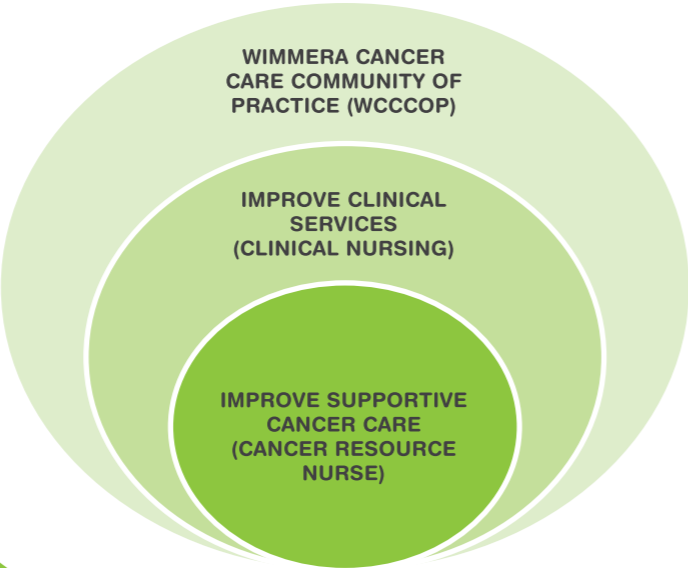 WIMMERA CANCER
CARE COMMUNITY OF
PRACTICE (WCCCOP)
IMPROVE CLINICAL
SERVICES
(CLINICAL NURSING)
IMPROVE SUPPORTIVE
CANCER CARE
(CANCER RESOURCE
NURSE)